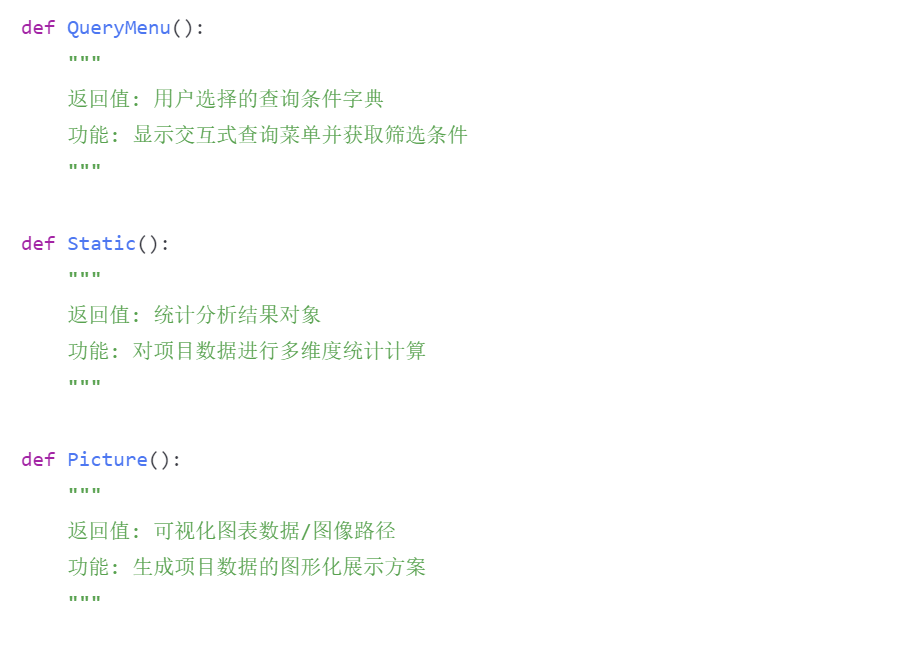 def QueryMenu():
    """
    返回值: 用户选择的查询条件字典
    功能: 显示交互式查询菜单并获取筛选条件
    """

def Static():
    """
    返回值: 统计分析结果对象
    功能: 对项目数据进行多维度统计计算
    """

def Picture():
    """
    返回值: 可视化图表数据/图像路径
    功能: 生成项目数据的图形化展示方案
    """